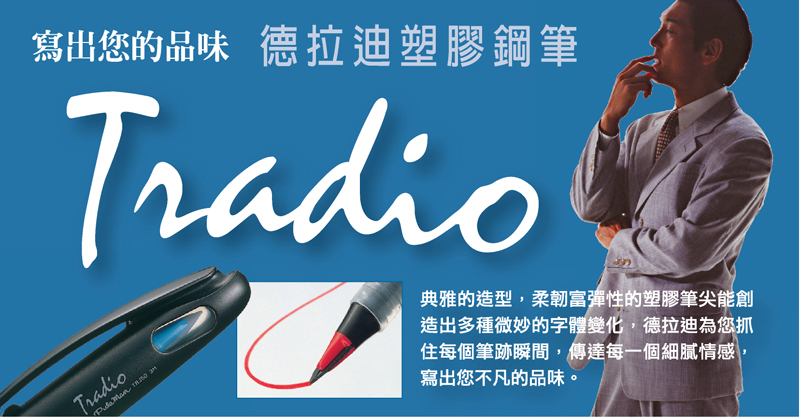 寫出您的品味 德拉迪塑膠鋼筆
Tradio
典雅的造型，柔韌富彈性的塑膠筆尖能創
造出多種微妙的字體變化，德拉迪為您抓
住每個筆跡瞬間，傳達每一個細膩情感，
寫出您不凡的品味。
Tradio